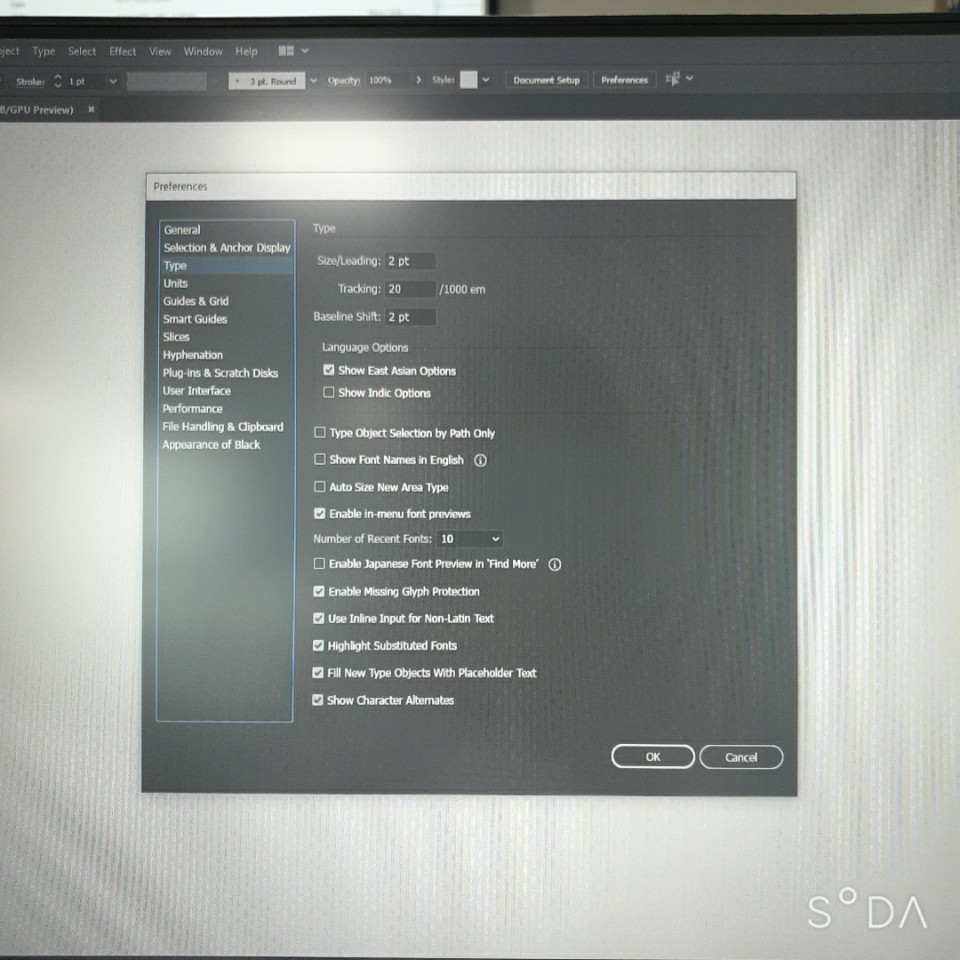 ject Type Select Effect View Window Help
Stroke: 1 pt 3 pt. Round Opacity: 100% Style: Document Setup Preferences
B/GPU Preview) ×
Preferences
General
Selection & Anchor Display
Type
Units
Guides & Grid
Smart Guides
Slices
Hyphenation
Plug-ins & Scratch Disks
User Interface
Performance
File Handling & Clipboard
Appearance of Black
Type
Size/Leading: 2 pt
Tracking: 20 /1000 em
Baseline Shift: 2 pt
Language Options
Show East Asian Options
Show Indic Options
Type Object Selection by Path Only
Show Font Names in English
Auto Size New Area Type
Enable in-menu font previews
Number of Recent Fonts: 10
Enable Japanese Font Preview in 'Find More'
Enable Missing Glyph Protection
Use Inline Input for Non-Latin Text
Highlight Substituted Fonts
Fill New Type Objects With Placeholder Text
Show Character Alternates
OK Cancel
SODA